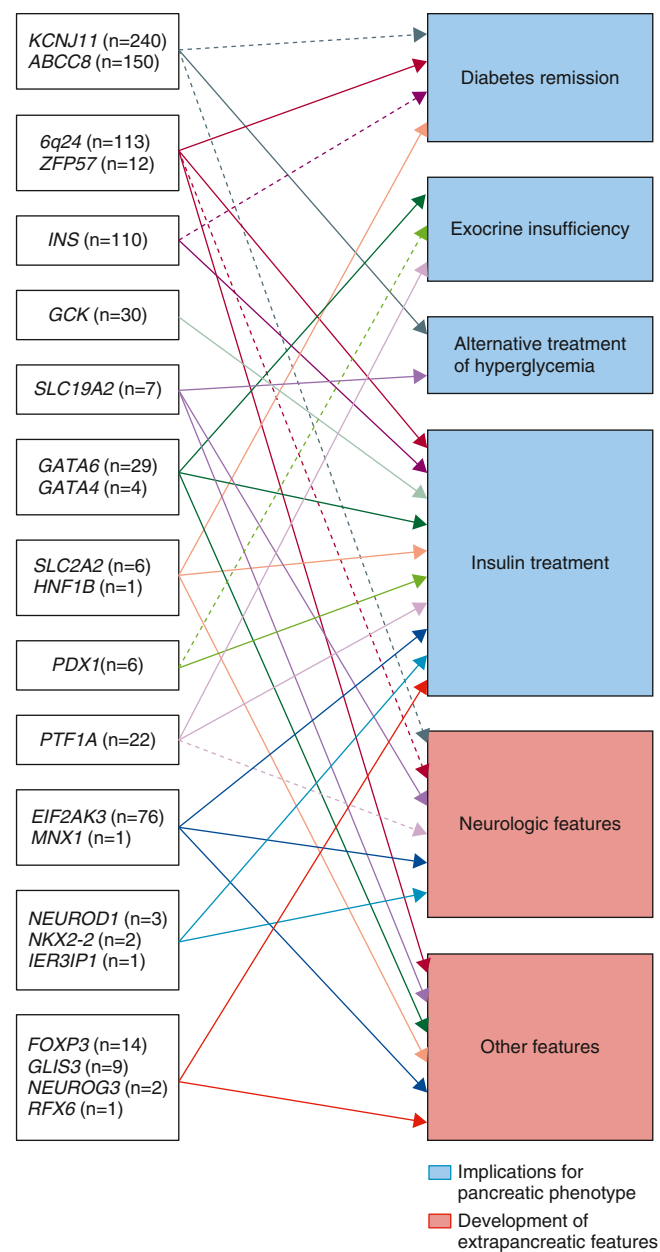 KCNJ11 (n=240)
ABCC8 (n=150)
6q24 (n=113)
ZFP57 (n=12)
INS (n=110)
GCK (n=30)
SLC19A2 (n=7)
GATA6 (n=29)
GATA4 (n=4)
SLC2A2 (n=6)
HNF1B (n=1)
PDX1(n=6)
PTF1A (n=22)
EIF2AK3 (n=76)
MNX1 (n=1)
NEUROD1 (n=3)
NKX2-2 (n=2)
IER3IP1 (n=1)
FOXP3 (n=14)
GLIS3 (n=9)
NEUROG3 (n=2)
RFX6 (n=1)
Diabetes remission
Exocrine insufficiency
Alternative treatment
of hyperglycemia
Insulin treatment
Neurologic features
Other features
Implications for
pancreatic phenotype
Development of
extrapancreatic features